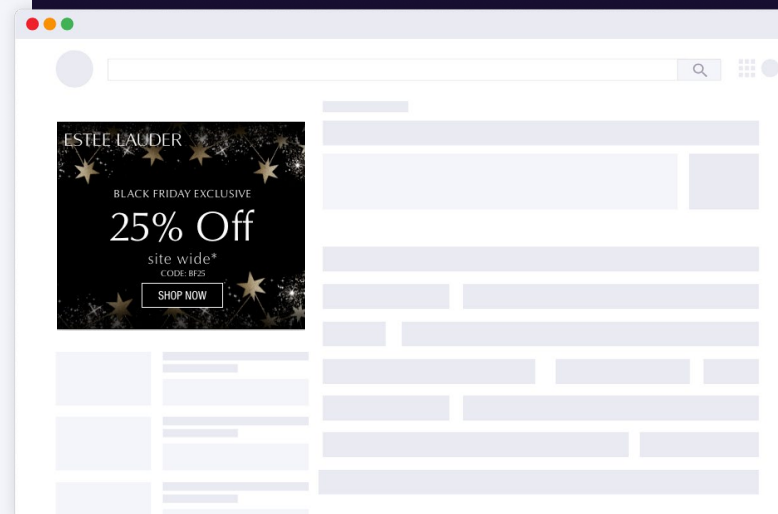 ESTEE LAUDER
BLACK FRIDAY EXCLUSIVE
25% Off
site wide*
CODE: BF25
SHOP NOW